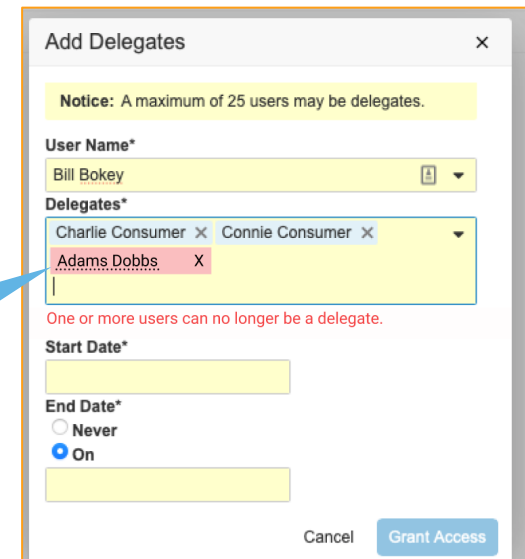 Add Delegates ×
Notice: A maximum of 25 users may be delegates.
User Name*
Bill Bokey
Delegates*
Charlie Consumer × Connie Consumer ×
Adams Dobbs X
One or more users can no longer be a delegate.
Start Date*
End Date*
Never
On
Cancel Grant Access